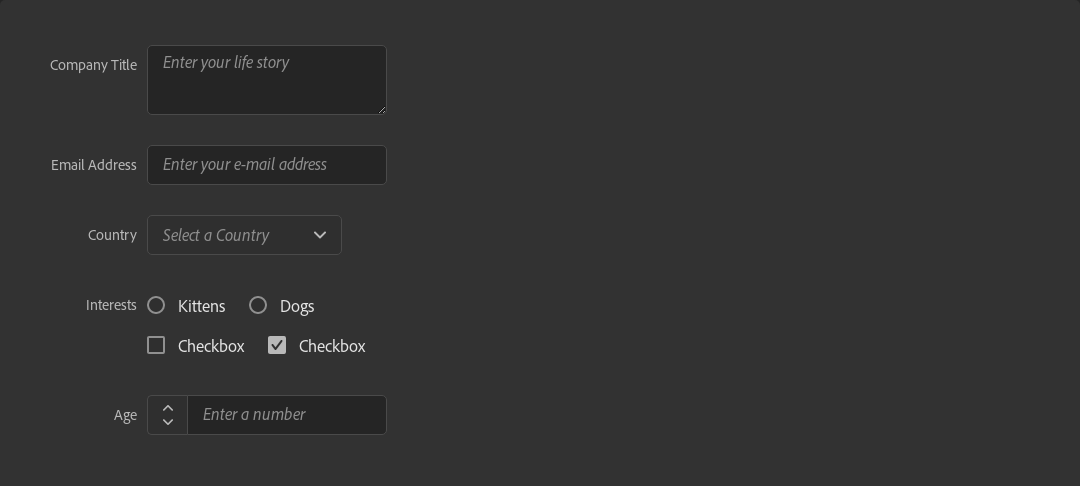 Company Title Enter your life story
Email Address Enter your e-mail address
Country Select a Country
Interests Kittens Dogs
Checkbox Checkbox
Age Enter a number